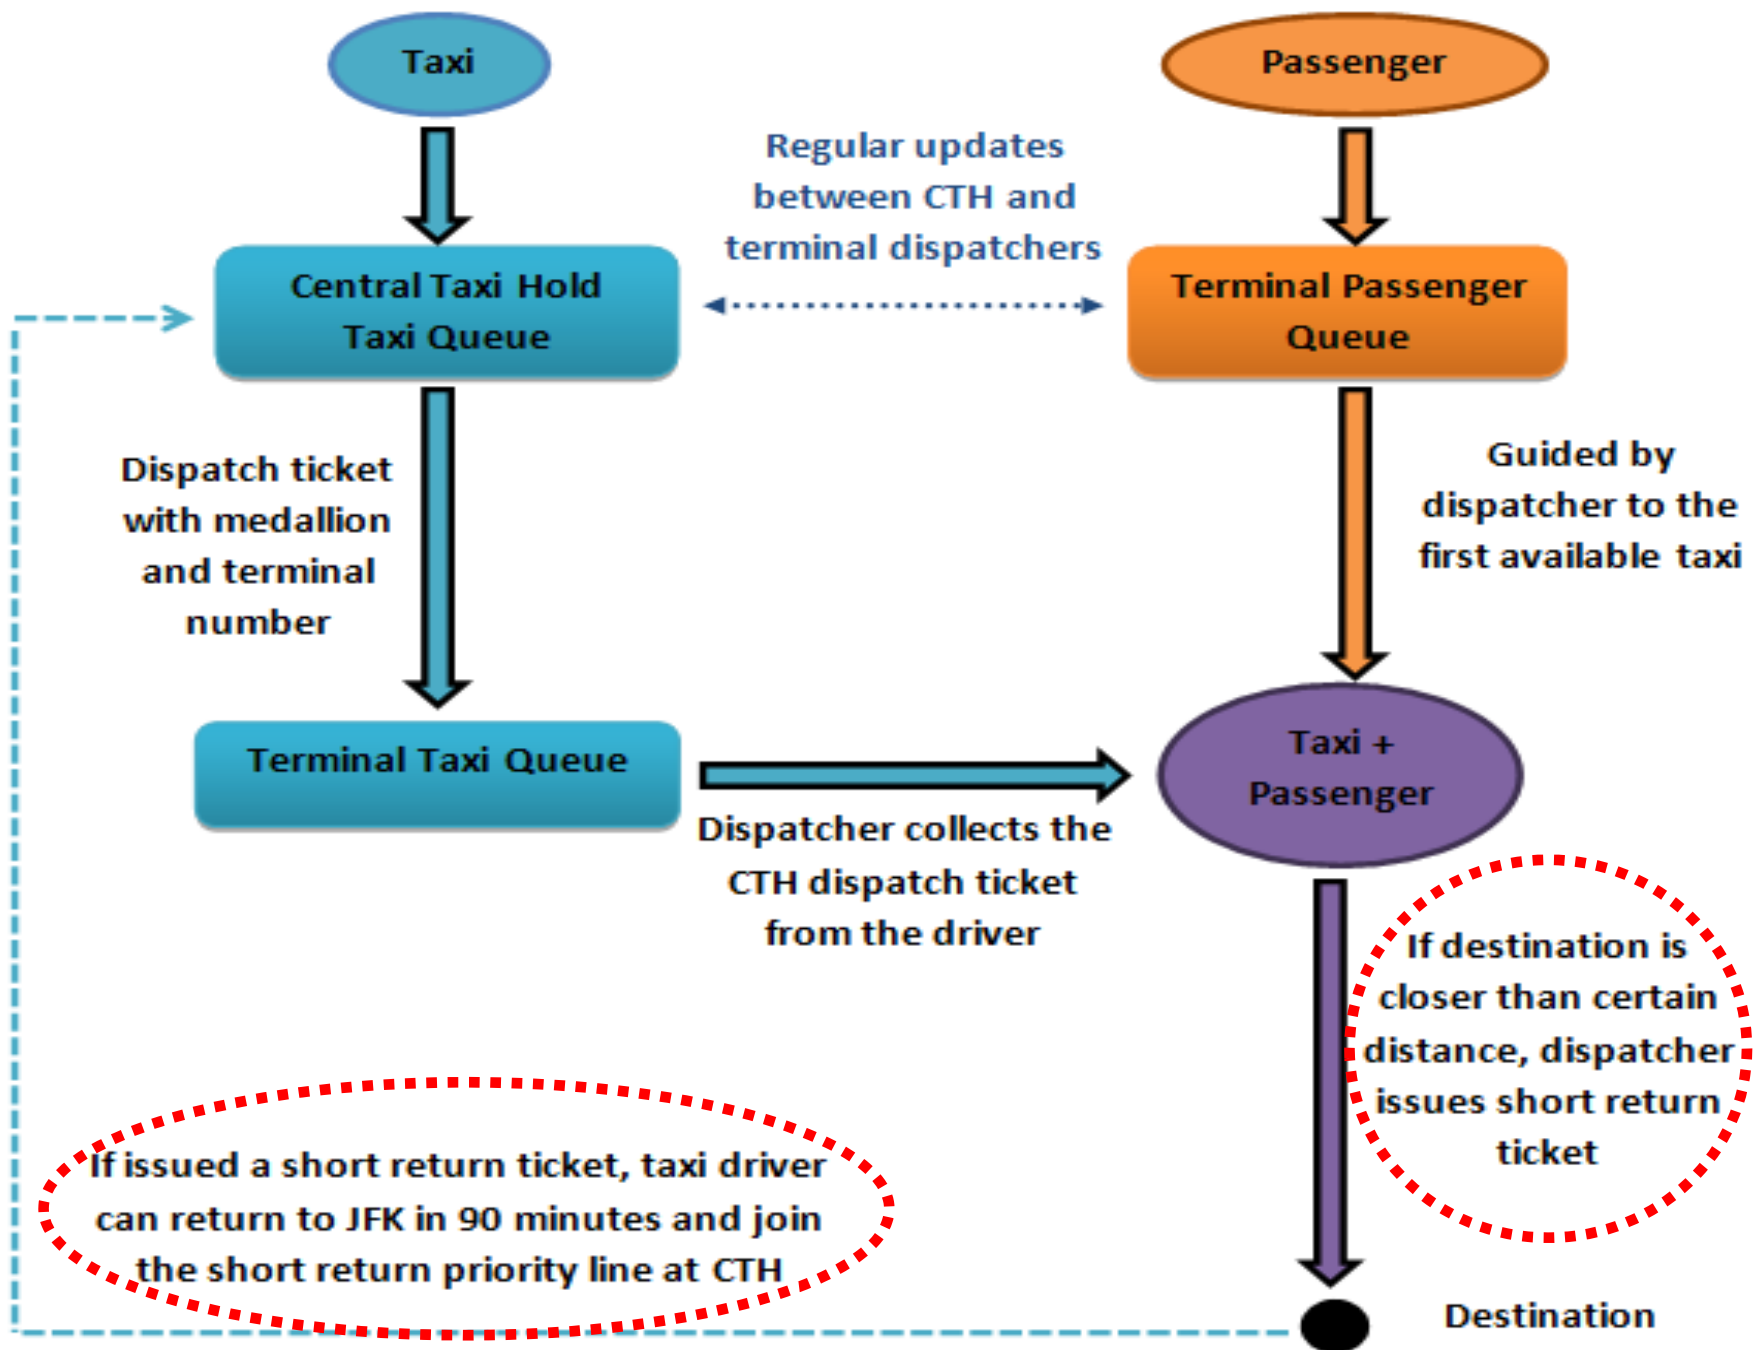 Taxi
Passenger
Regular updates
between CTH and
terminal dispatchers
Central Taxi Hold
Taxi Queue
Terminal Passenger
Queue
Dispatch ticket
with medallion
and terminal
number
Guided by
dispatcher to the
first available taxi
Terminal Taxi Queue
Taxi +
Passenger
Dispatcher collects the
CTH dispatch ticket
from the driver
If destination is
closer than certain
distance, dispatcher
issues short return
ticket
If issued a short return ticket, taxi driver
can return to JFK in 90 minutes and join
the short return priority line at CTH
Destination